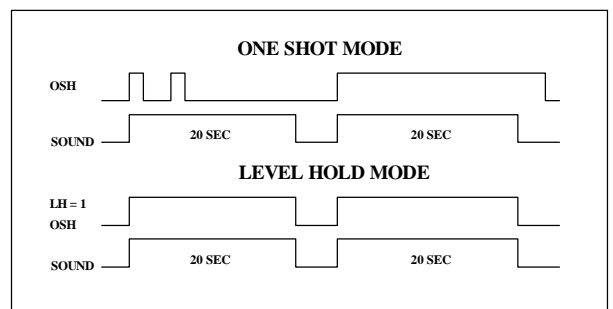 ONE SHOT MODE
OSH
SOUND 20 SEC 20 SEC
LEVEL HOLD MODE
LH = 1
OSH
SOUND 20 SEC 20 SEC